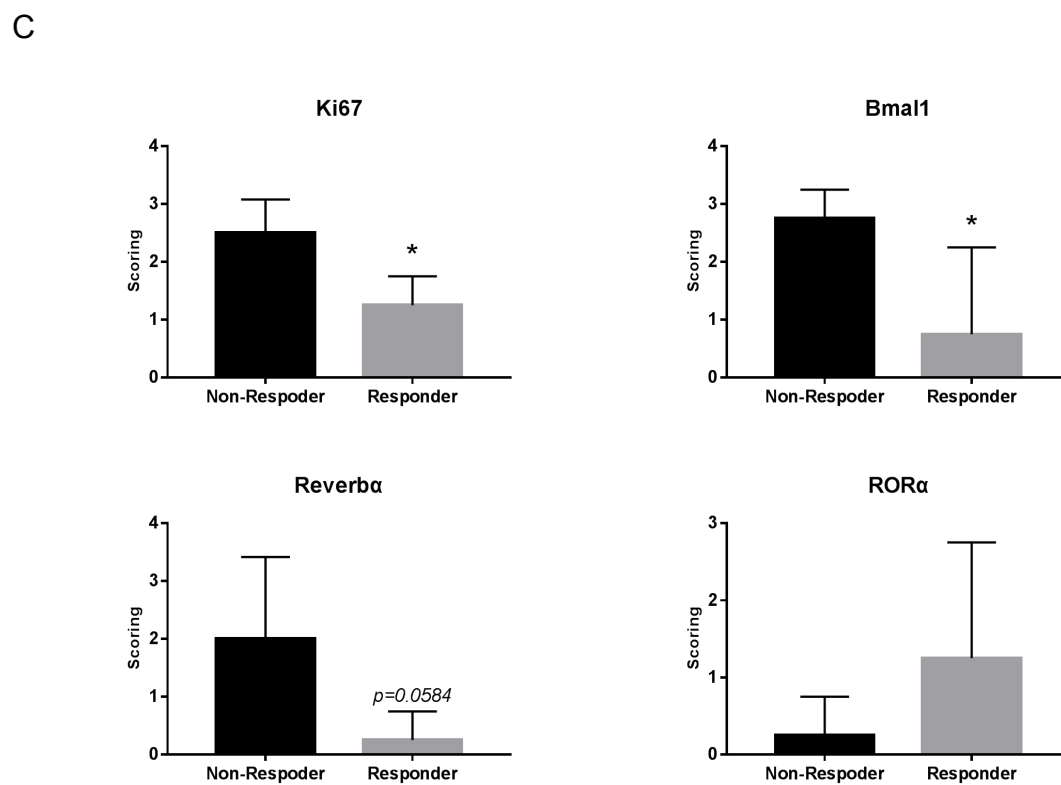 C
Ki67
4
3
2
1
0
Scoring
*
Non-Respoder Responder
Bmal1
4
3
2
1
0
Scoring
*
Non-Respoder Responder
Reverbα
4
3
2
1
0
Scoring
p=0.0584
Non-Respoder Responder
RORα
3
2
1
0
Scoring
Non-Respoder Responder